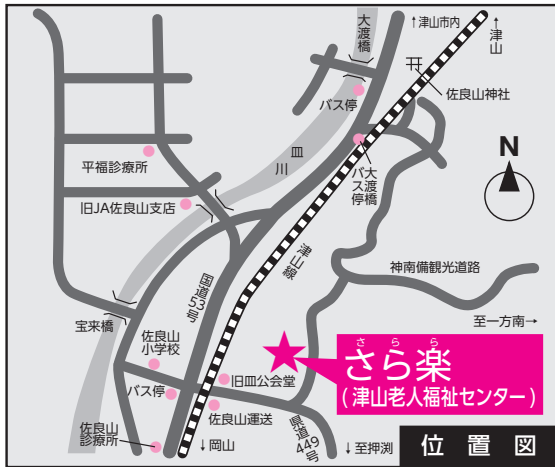 大渡橋
↑津山市内
↑津山
佐良山神社
バス停
皿川
大渡橋
バス停
平福診療所
旧JA佐良山支店
N
津山線
国道53号
神南備観光道路
至一方南→
宝来橋
佐良山
小学校
さらら
さら楽
(津山老人福祉センター)
旧皿公会堂
バス停
佐良山運送
県道449号
佐良山
診療所
↓岡山
↓至押渕
位置図